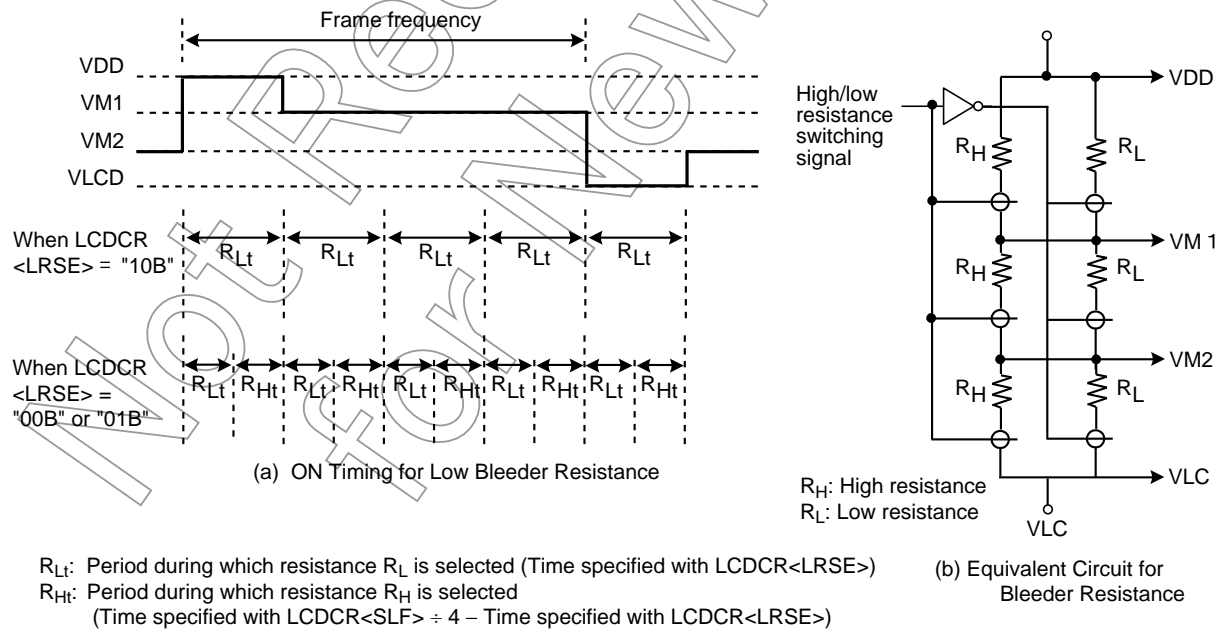 Frame frequency
VDD
VM1
VM2
VLCD
When LCDCR
<LRSE> = "10B"
RLt RLt RLt RLt RLt
When LCDCR
<LRSE> =
"00B" or "01B"
RLt RHt RLt RHt RLt RHt RLt RHt RLt RHt
(a) ON Timing for Low Bleeder Resistance
High/low
resistance
switching
signal
RH RL
RH RL
RH RL
VDD
VM 1
VM2
VLC
VLC
RH: High resistance
RL: Low resistance
(b) Equivalent Circuit for
Bleeder Resistance
RLt: Period during which resistance RL is selected (Time specified with LCDCR<LRSE>)
RHt: Period during which resistance RH is selected
(Time specified with LCDCR<SLF> ÷ 4 – Time specified with LCDCR<LRSE>)
Not Re
for New